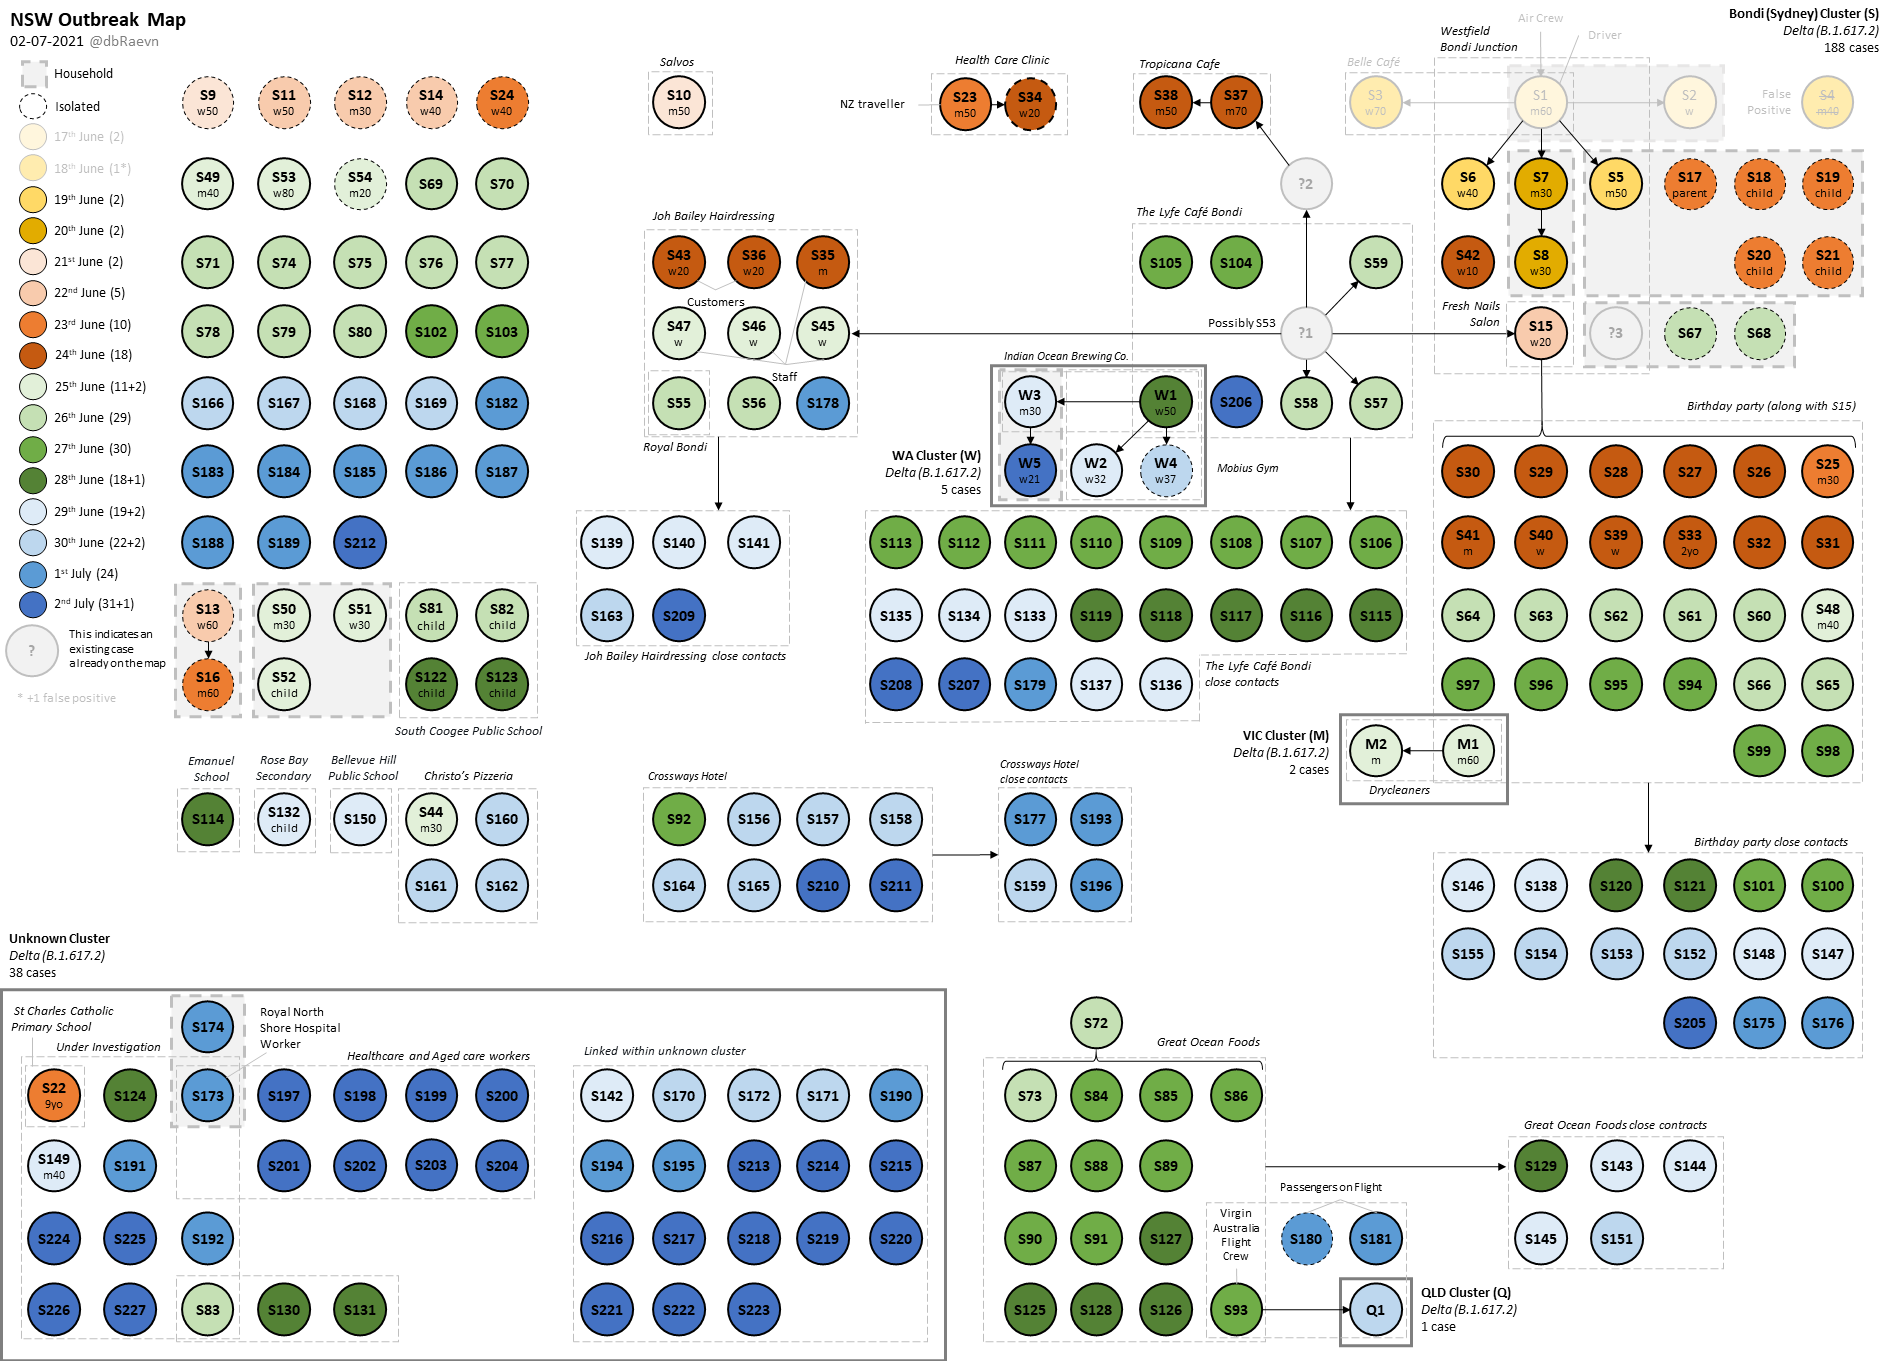 NSW Outbreak Map
02-07-2021 @dbRaevn
Household
Isolated
17th June (2)
18th June (1*)
19th June (2)
20th June (2)
21st June (2)
22nd June (5)
23rd June (10)
24th June (18)
25th June (11+2)
26th June (29)
27th June (30)
28th June (18+1)
29th June (19+2)
30th June (22+2)
1st July (24)
2nd July (31+1)
?
This indicates an
existing case
already on the map
* +1 false positive
S9 w50
S11 w50
S12 m30
S14 w40
S24 w40
S49 m40
S53 w80
S54 m20
S69
S70
S71
S74
S75
S76
S77
S78
S79
S80
S102
S103
S166
S167
S168
S169
S182
S183
S184
S185
S186
S187
S188
S189
S212
S13 w60
S16 m60
S50 m30
S51 w30
S52 child
S81 child
S82 child
S122 child
S123 child
South Coogee Public School
Emanuel
School
S114
Rose Bay
Secondary
S132 child
Bellevue Hill
Public School
S150
Christo's Pizzeria
S44 m30
S160
S161
S162
Salvos
S10 m50
Health Care Clinic
NZ traveller
S23 m50
S34 w20
Tropicana Cafe
S38 m50
S37 m70
?2
Joh Bailey Hairdressing
S43 w20
S36 w20
S35 m
Customers
S47 w
S46 w
S45 w
Staff
S55
S56
S178
Royal Bondi
S139
S140
S141
S163
S209
Joh Bailey Hairdressing close contacts
The Lyfe Café Bondi
S105
S104
S59
Possibly S53
?1
S206
S58
S57
Mobius Gym
Indian Ocean Brewing Co.
W3 m30
W1 w50
W5 w21
W2 w32
W4 w37
WA Cluster (W)
Delta (B.1.617.2)
5 cases
S113
S112
S111
S110
S109
S108
S107
S106
S135
S134
S133
S119
S118
S117
S116
S115
S208
S207
S179
S137
S136
The Lyfe Café Bondi
close contacts
Bondi (Sydney) Cluster (S)
Delta (B.1.617.2)
188 cases
Air Crew
Driver
Westfield
Bondi Junction
Belle Café
S3 w70
S1 m60
S2 w
False
Positive
S4 m40
S6 w40
S7 m30
S5 m50
S17 parent
S18 child
S19 child
S42 w10
S8 w30
S20 child
S21 child
Fresh Nails
Salon
S15 w20
?3
S67
S68
Birthday party (along with S15)
S30
S29
S28
S27
S26
S25 m30
S41 m
S40 w
S39 w
S33 2yo
S32
S31
S64
S63
S62
S61
S60
S48 m40
S97
S96
S95
S94
S66
S65
S99
S98
VIC Cluster (M)
Delta (B.1.617.2)
2 cases
M2 m
M1 m60
Drycleaners
Birthday party close contacts
S146
S138
S120
S121
S101
S100
S155
S154
S153
S152
S148
S147
S205
S175
S176
Crossways Hotel
S92
S156
S157
S158
S164
S165
S210
S211
Crossways Hotel
close contacts
S177
S193
S159
S196
Unknown Cluster
Delta (B.1.617.2)
38 cases
St Charles Catholic
Primary School
Under Investigation
S174
Royal North
Shore Hospital
Worker
Healthcare and Aged care workers
S22 9yo
S124
S173
S197
S198
S199
S200
S149 m40
S191
S201
S202
S203
S204
S224
S225
S192
S226
S227
S83
S130
S131
Linked within unknown cluster
S142
S170
S172
S171
S190
S194
S195
S213
S214
S215
S216
S217
S218
S219
S220
S221
S222
S223
S72
Great Ocean Foods
S73
S84
S85
S86
S87
S88
S89
S90
S91
S127
S125
S128
S126
S93
Virgin
Australia
Flight
Crew
Passengers on Flight
S180
S181
Q1
QLD Cluster (Q)
Delta (B.1.617.2)
1 case
Great Ocean Foods close contracts
S129
S143
S144
S145
S151